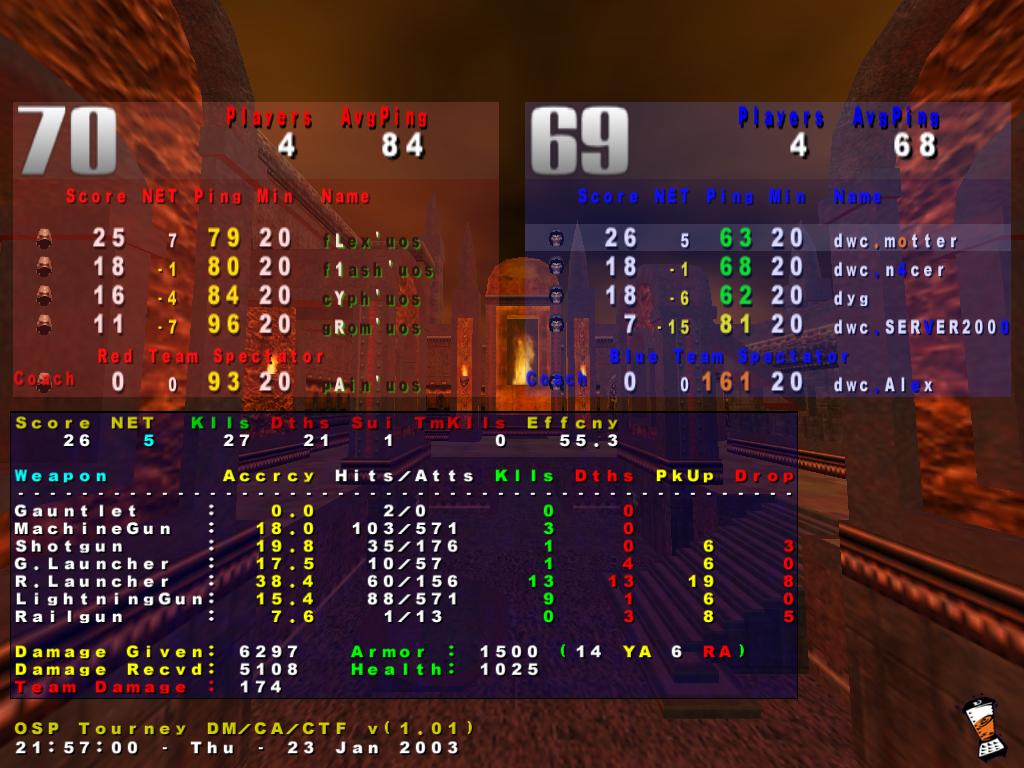 70 Players AvgPing
4 84
Score NET Ping Min Name
25 7 79 20 fLex'uos
18 -1 80 20 f1ash'uos
16 -4 84 20 cYph'uos
11 -7 96 20 gRom'uos
Red Team Spectator
Coach 0 0 93 20 pAin'uos
69 Players AvgPing
4 68
Score NET Ping Min Name
26 5 63 20 dwc.motter
18 -1 68 20 dwc.n4cer
18 -6 62 20 dyg
7 -15 81 20 dwc.SERVER2000
Blue Team Spectator
Coach 0 0 161 20 dwc.Alex
Score NET Klls Dths Sui TmKlls Effcny
26 5 27 21 1 0 55.3
Weapon Accrcy Hits/Atts Klls Dths PkUp Drop
Gauntlet : 0.0 2/0 0 0
MachineGun : 18.0 103/571 3 0
Shotgun : 19.8 35/176 1 0 6 3
G.Launcher : 17.5 10/57 1 4 6 0
R.Launcher : 38.4 60/156 13 13 19 8
LightningGun: 15.4 88/571 9 1 6 0
Railgun : 7.6 1/13 0 3 8 5
Damage Given: 6297 Armor : 1500 (14 YA 6 RA)
Damage Recvd: 5108 Health: 1025
Team Damage : 174
OSP Tourney DM/CA/CTF v(1.01)
21:57:00 - Thu - 23 Jan 2003